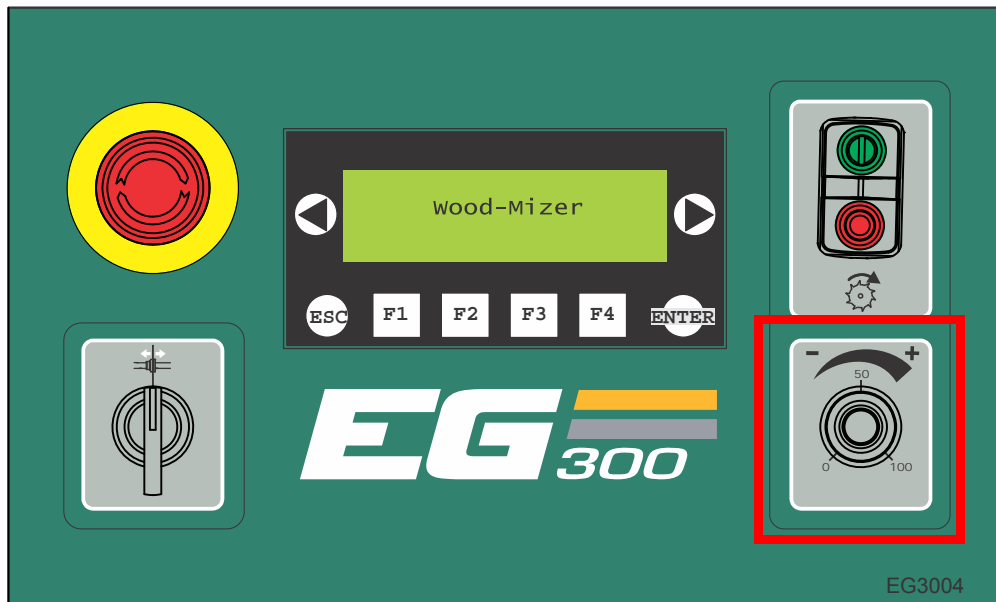 Wood-Mizer
ESC F1 F2 F3 F4 ENTER
- +
50
0 100
EG
300
EG3004